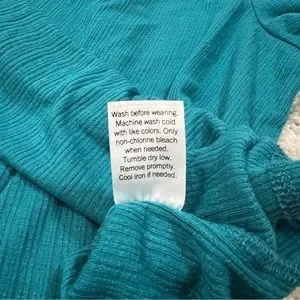 Wash before wearing.
Machine wash cold
with like colors. Only
non-chlorine bleach
when needed.
Tumble dry low.
Remove promptly.
Cool Iron if needed.